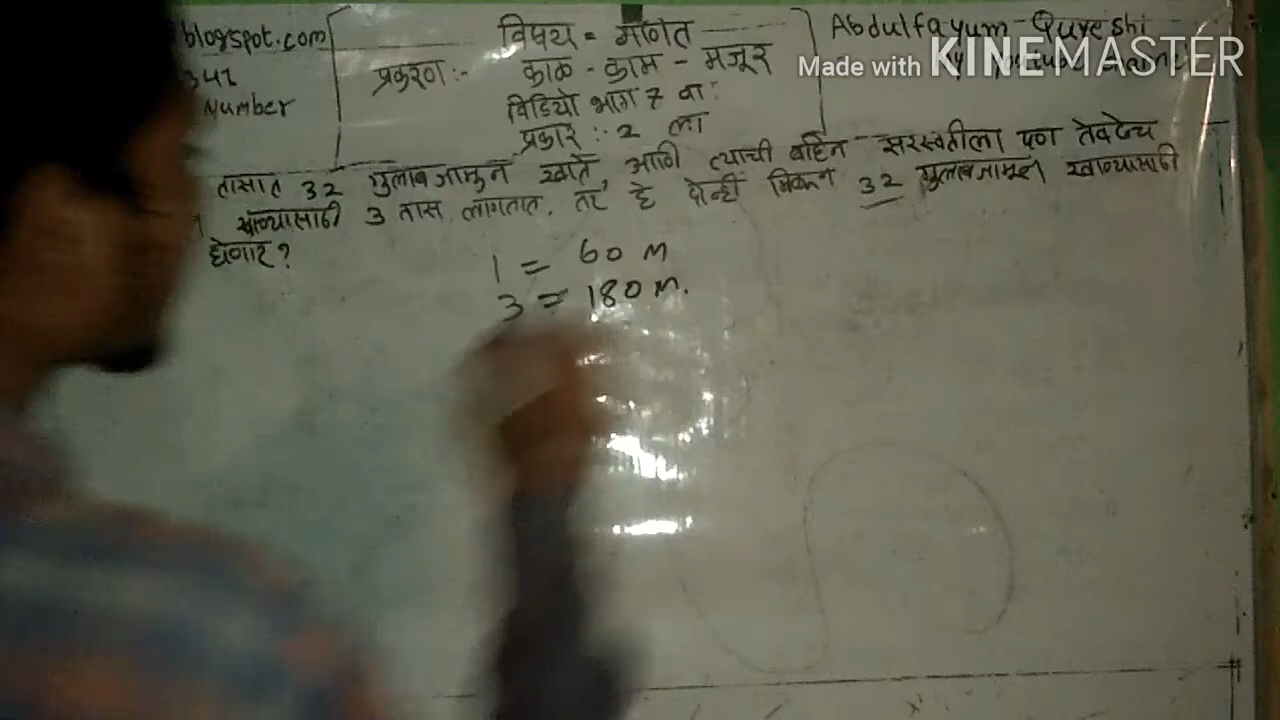 blogspot.com
Number
विषय = गणित
प्रकरण :- काळ - काम - मजूर
विडियो भाग 7 वा
प्रकार :- 2 ला
Abdulfayum - Qureshi
Made with KINEMASTER
तासात 32 गुलाबजामुन खाते, आणी त्याची बहिन सरस्वतीला पण तेवढेच
खाण्यासाठी 3 तास लागतात. तर हे दोन्ही मिळून 32 गुलाबजामून खाण्यासाठी
घेणार?
1 = 60 M
3 = 180 M.